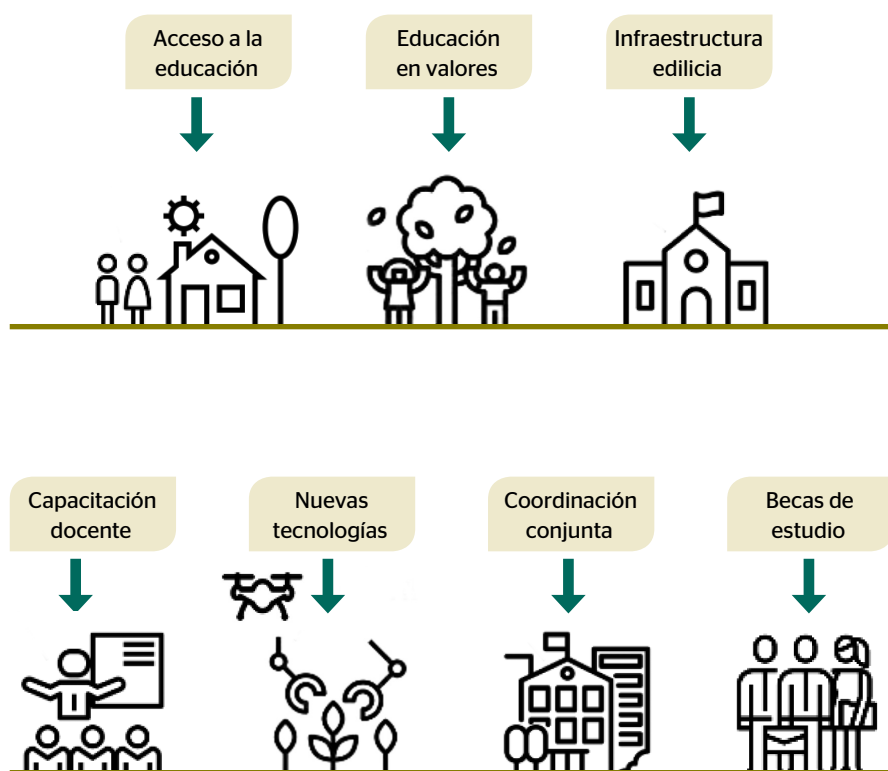 Acceso a la
educación
Educación
en valores
Infraestructura
edilicia
Capacitación
docente
Nuevas
tecnologías
Coordinación
conjunta
Becas de
estudio